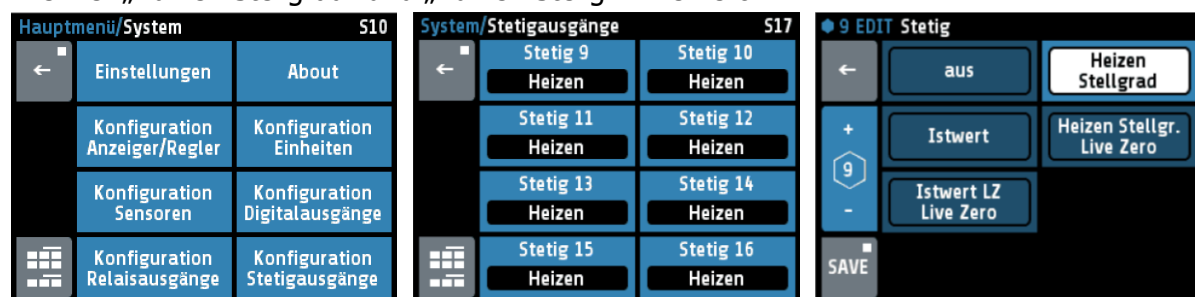 Hauptmenü/System S10
←
Einstellungen
About
Konfiguration
Anzeiger/Regler
Konfiguration
Einheiten
Konfiguration
Sensoren
Konfiguration
Digitalausgänge
Konfiguration
Relaisausgänge
Konfiguration
Stetigausgänge
System/Stetigausgänge S17
←
Stetig 9
Heizen
Stetig 10
Heizen
Stetig 11
Heizen
Stetig 12
Heizen
Stetig 13
Heizen
Stetig 14
Heizen
Stetig 15
Heizen
Stetig 16
Heizen
9 EDIT Stetig
←
aus
Heizen
Stellgrad
+
9
-
Istwert
Heizen Stellgr.
Live Zero
Istwert LZ
Live Zero
SAVE